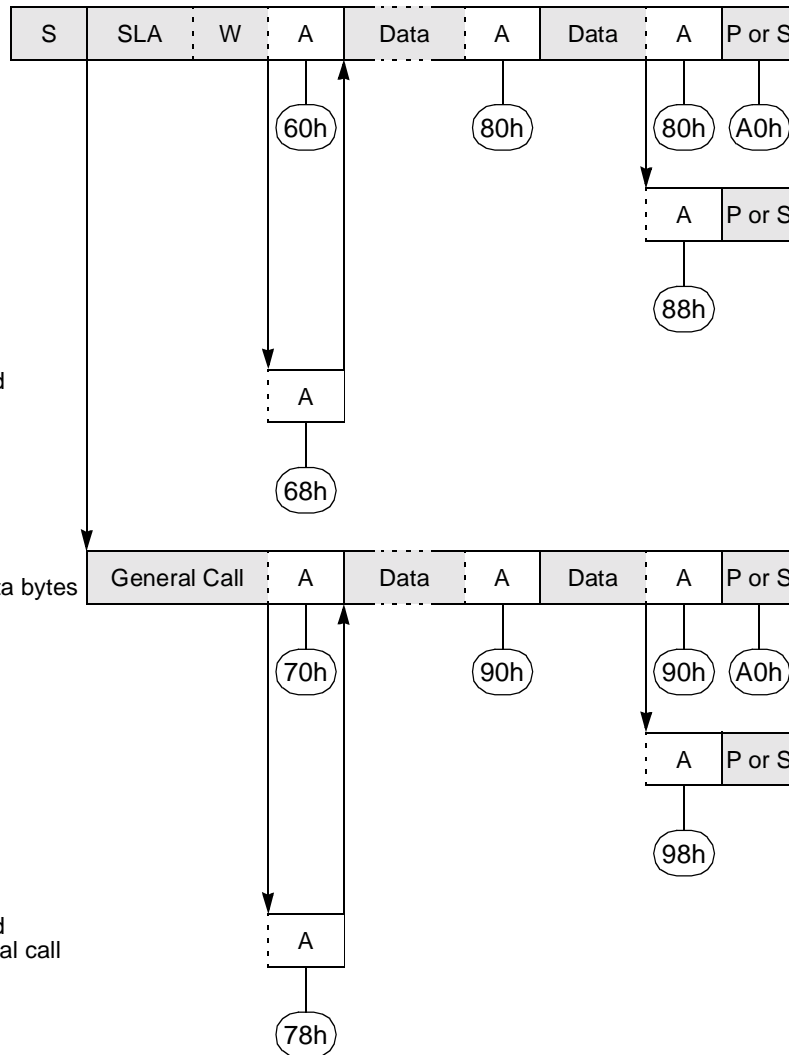 S SLA W A Data A Data A P or S
60h 80h 80h A0h
A P or S
88h
A
68h
General Call A Data A Data A P or S
ta bytes
70h 90h 90h A0h
A P or S
98h
A
al call
78h